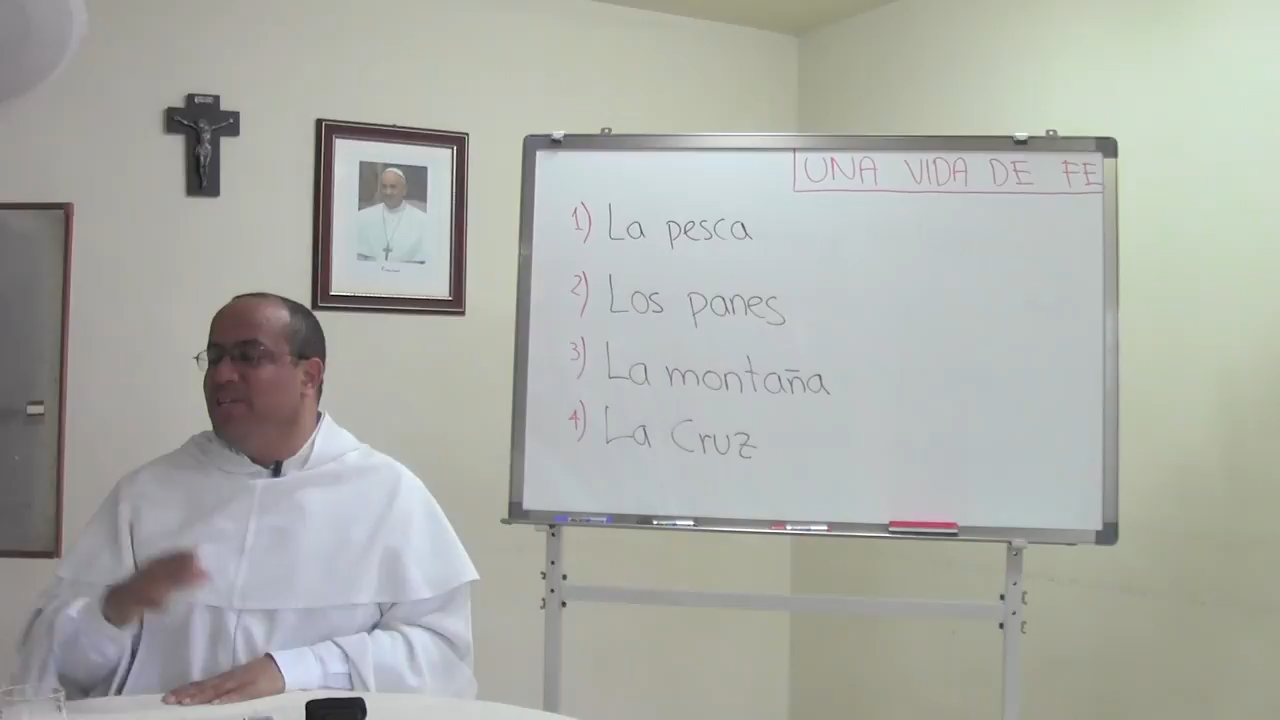 UNA VIDA DE FE
1) La pesca
2) Los panes
3) La montaña
4) La Cruz